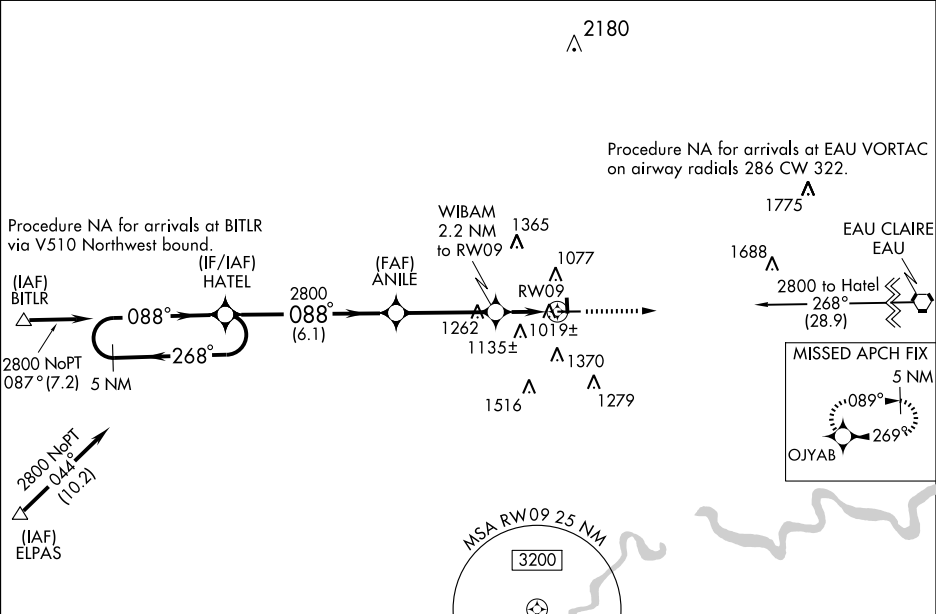 2180
Procedure NA for arrivals at EAU VORTAC
on airway radials 286 CW 322.
1775
Procedure NA for arrivals at BITLR
via V510 Northwest bound.
WIBAM
2.2 NM
to RW09
1365
EAU CLAIRE
EAU
(IF/IAF)
HATEL
(FAF)
ANILE
1077
1688
(IAF)
BITLR
088°
2800
088°
(6.1)
RW09
2800 to Hatel
268°
(28.9)
1262
1135±
1019±
268°
2800 NoPT
087° (7.2)
5 NM
1370
1516
1279
MISSED APCH FIX
5 NM
089°
269°
OJYAB
2800 NoPT
044°
(10.2)
(IAF)
ELPAS
MSA RW09 25 NM
3200